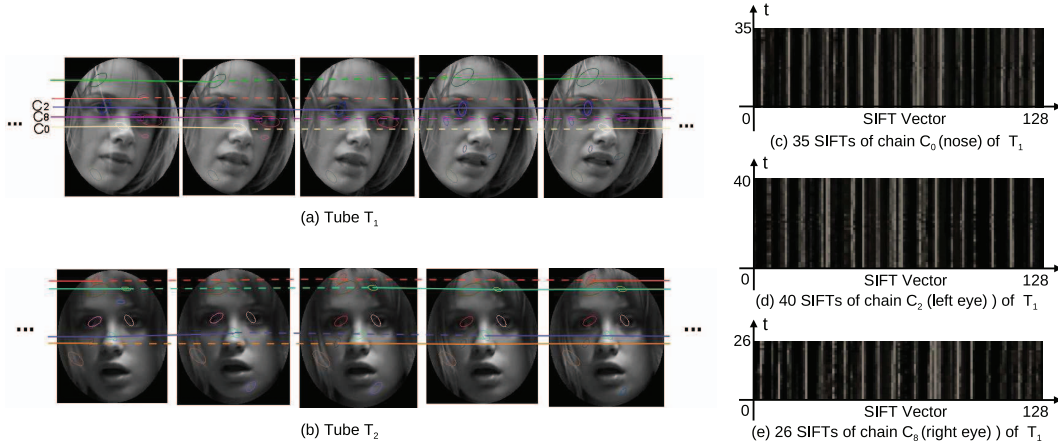 C2
C8
C0
...
...
(a) Tube T1
...
...
(b) Tube T2
t
35
0
SIFT Vector
128
(c) 35 SIFTs of chain C0 (nose) of T1
t
40
0
SIFT Vector
128
(d) 40 SIFTs of chain C2 (left eye) ) of T1
t
26
0
SIFT Vector
128
(e) 26 SIFTs of chain C8 (right eye) ) of T1